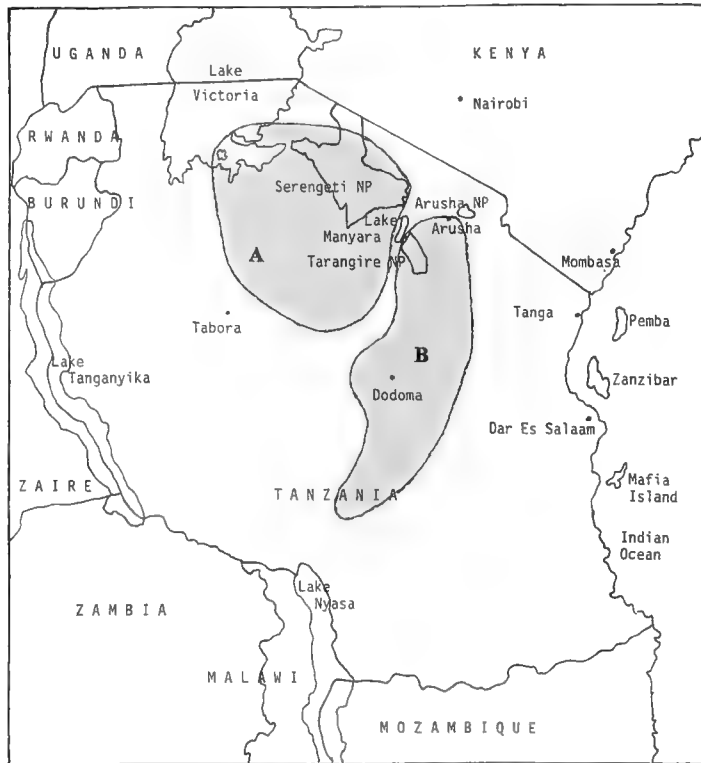 UGANDA
KENYA
Lake
Victoria
Nairobi
RWANDA
BURUNDI
Serengeti NP
Arusha NP
Lake
Manyara
Arusha
A
Tarangire NP
Mombasa
Tanga
Pemba
Tabora
B
Lake
Tanganyika
Dodoma
Zanzibar
Dar Es Salaam
ZAIRE
TANZANIA
Mafia
Island
Indian
Ocean
Lake
Nyasa
ZAMBIA
MALAWI
MOZAMBIQUE